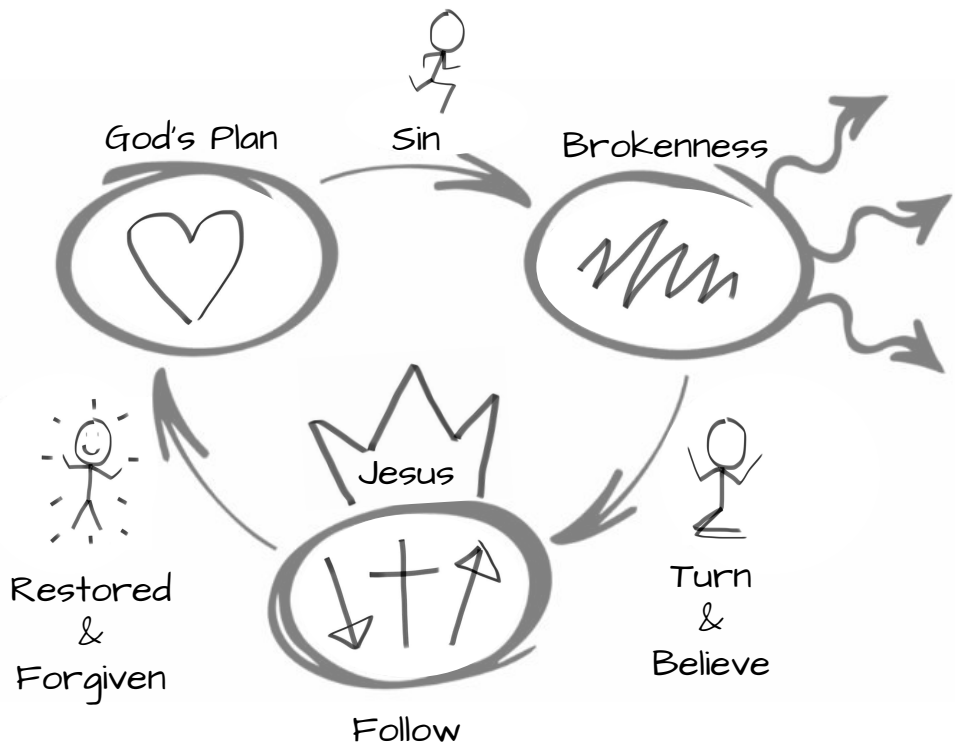 God's Plan
Sin
Brokenness
Jesus
Restored
&
Forgiven
Turn
&
Believe
Follow